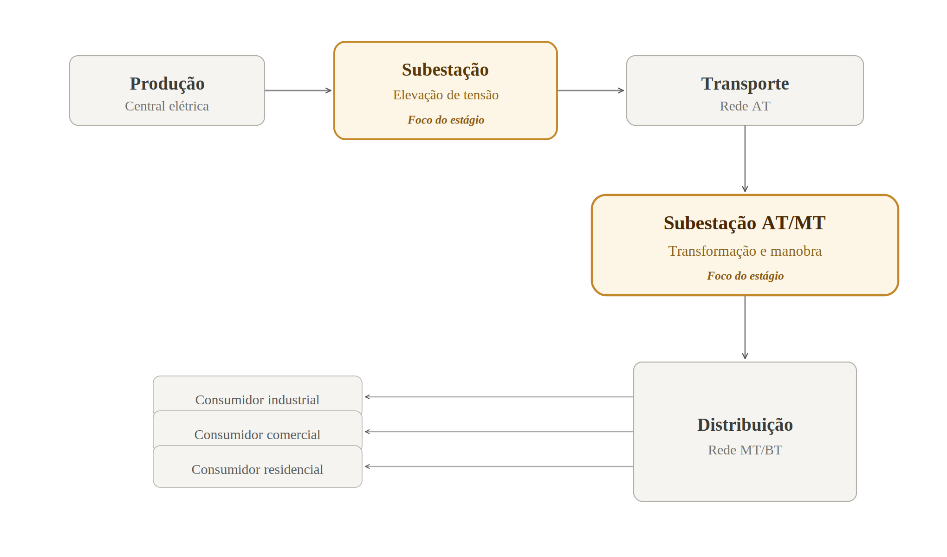 Produção
Central elétrica
Subestação
Elevação de tensão
Foco do estágio
Transporte
Rede AT
Subestação AT/MT
Transformação e manobra
Foco do estágio
Distribuição
Rede MT/BT
Consumidor industrial
Consumidor comercial
Consumidor residencial